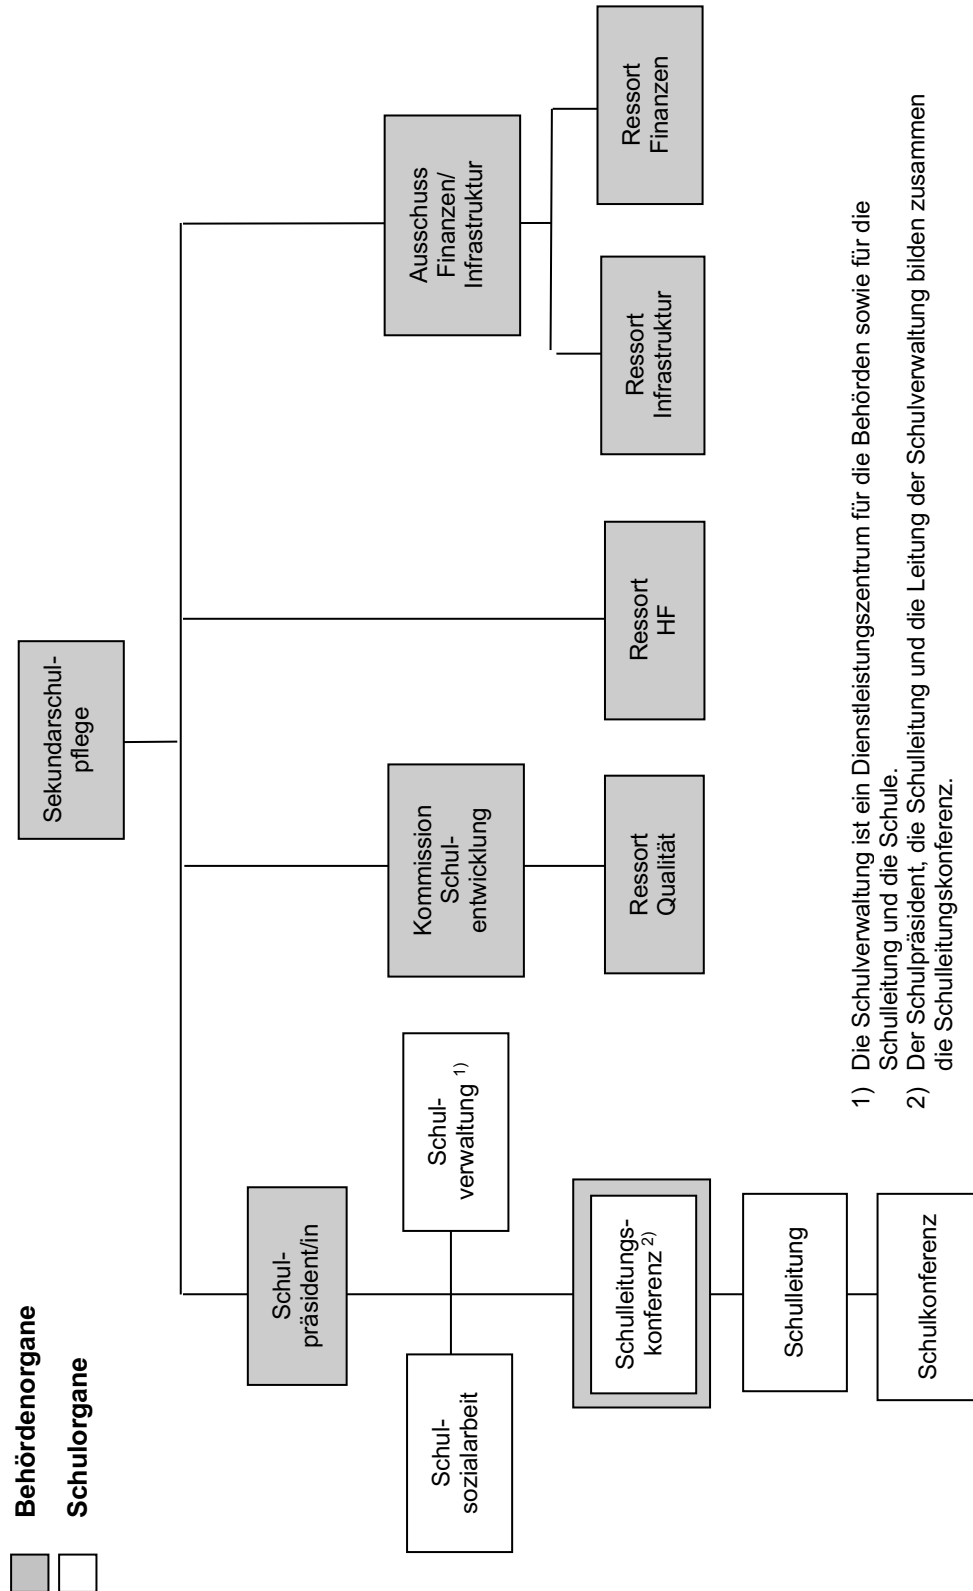 Behördenorgane
Schulorgane
Sekundarschul-
pflege
Schul-
präsident/in
Schul-
sozialarbeit
Schul-
verwaltung 1)
Schulleitungs-
konferenz 2)
Schulleitung
Schulkonferenz
Kommission
Schul-
entwicklung
Ressort
Qualität
Ressort
HF
Ausschuss
Finanzen/
Infrastruktur
Ressort
Infrastruktur
Ressort
Finanzen
1) Die Schulverwaltung ist ein Dienstleistungszentrum für die Behörden sowie für die
Schulleitung und die Schule.
2) Der Schulpräsident, die Schulleitung und die Leitung der Schulverwaltung bilden zusammen
die Schulleitungskonferenz.